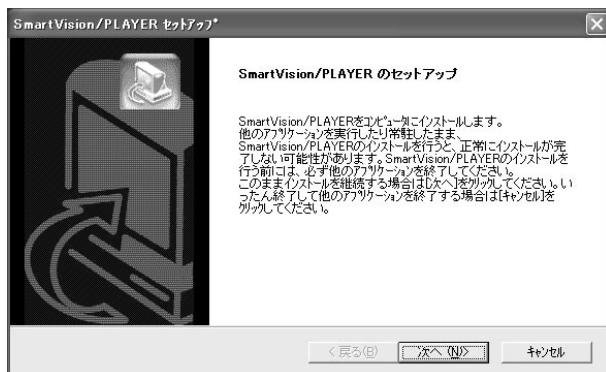 SmartVision/PLAYER ｾｯﾄｱｯﾌﾟ
SmartVision/PLAYER のセットアップ
SmartVision/PLAYERをｺﾝﾋﾟｭｰﾀにインストールします。
他のｱﾌﾟﾘｹｰｼｮﾝを実行したり常駐したまま、
SmartVision/PLAYERのインストールを行うと、正常にインストールが完
了しない可能性があります。SmartVision/PLAYERのインストールを
行う前には、必ず他のｱﾌﾟﾘｹｰｼｮﾝを終了してください。
このままインストールを継続する場合は[次へ]をｸﾘｯｸしてください。い
ったん終了して他のｱﾌﾟﾘｹｰｼｮﾝを終了する場合は[ｷｬﾝｾﾙ]を
ｸﾘｯｸしてください。
< 戻る(B)
次へ (N)>
ｷｬﾝｾﾙ